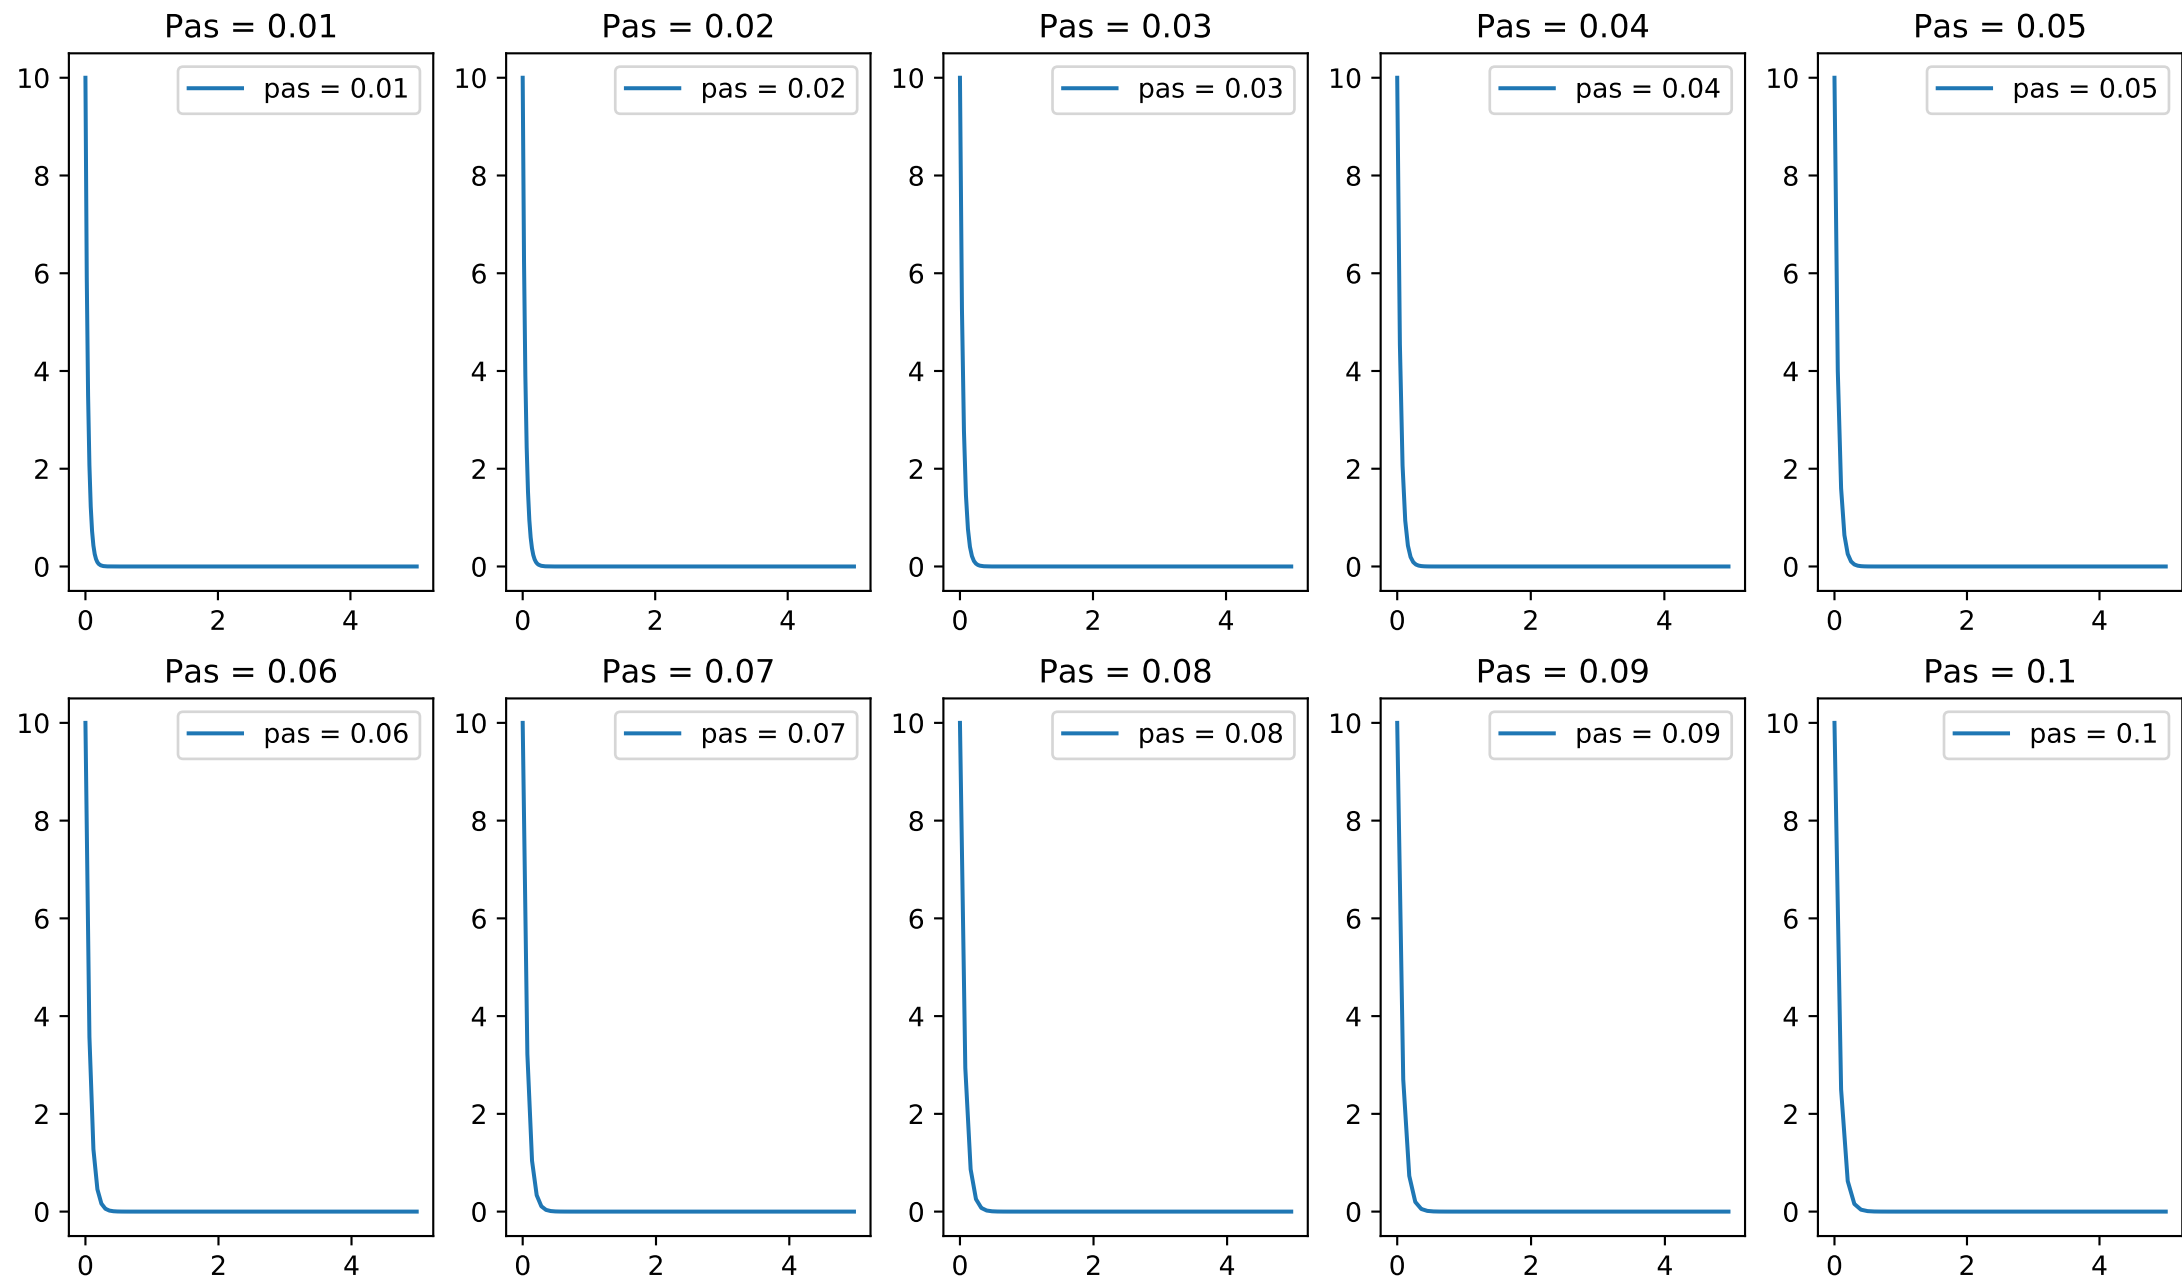 Pas = 0.01 Pas = 0.02 Pas = 0.03 Pas = 0.04 Pas = 0.05
10 pas = 0.01 10 pas = 0.02 10 pas = 0.03 10 pas = 0.04 10 pas = 0.05
8 8 8 8 8
6 6 6 6 6
4 4 4 4 4
2 2 2 2 2
0 0 0 0 0
0 2 4 0 2 4 0 2 4 0 2 4 0 2 4
Pas = 0.06 Pas = 0.07 Pas = 0.08 Pas = 0.09 Pas = 0.1
10 pas = 0.06 10 pas = 0.07 10 pas = 0.08 10 pas = 0.09 10 pas = 0.1
8 8 8 8 8
6 6 6 6 6
4 4 4 4 4
2 2 2 2 2
0 0 0 0 0
0 2 4 0 2 4 0 2 4 0 2 4 0 2 4